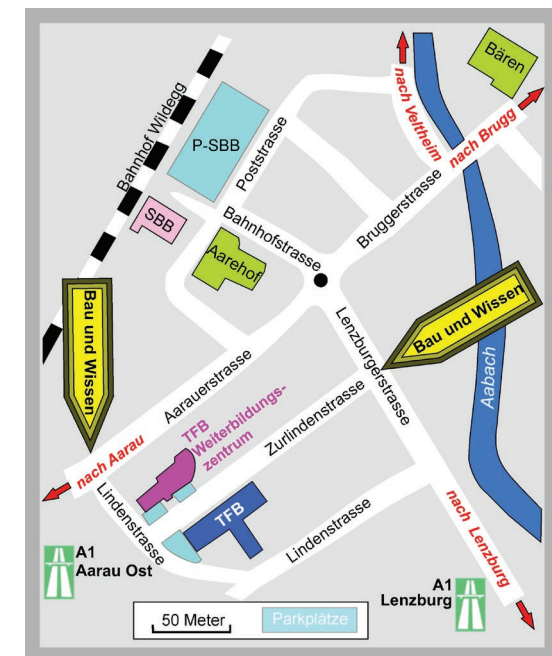 Bären
nach Veltheim
nach Brugg
Bahnhof Wildegg
P-SBB
Poststrasse
SBB
Bahnhofstrasse
Bruggerstrasse
Aarehof
Bau und Wissen
Bau und Wissen
Lenzburgerstrasse
Aabach
Aarauerstrasse
TFB
Weiterbildungs-
zentrum
Zurlindenstrasse
nach Aarau
Lindenstrasse
TFB
Lindenstrasse
nach Lenzburg
A1
Aarau Ost
A1
Lenzburg
50 Meter
Parkplätze